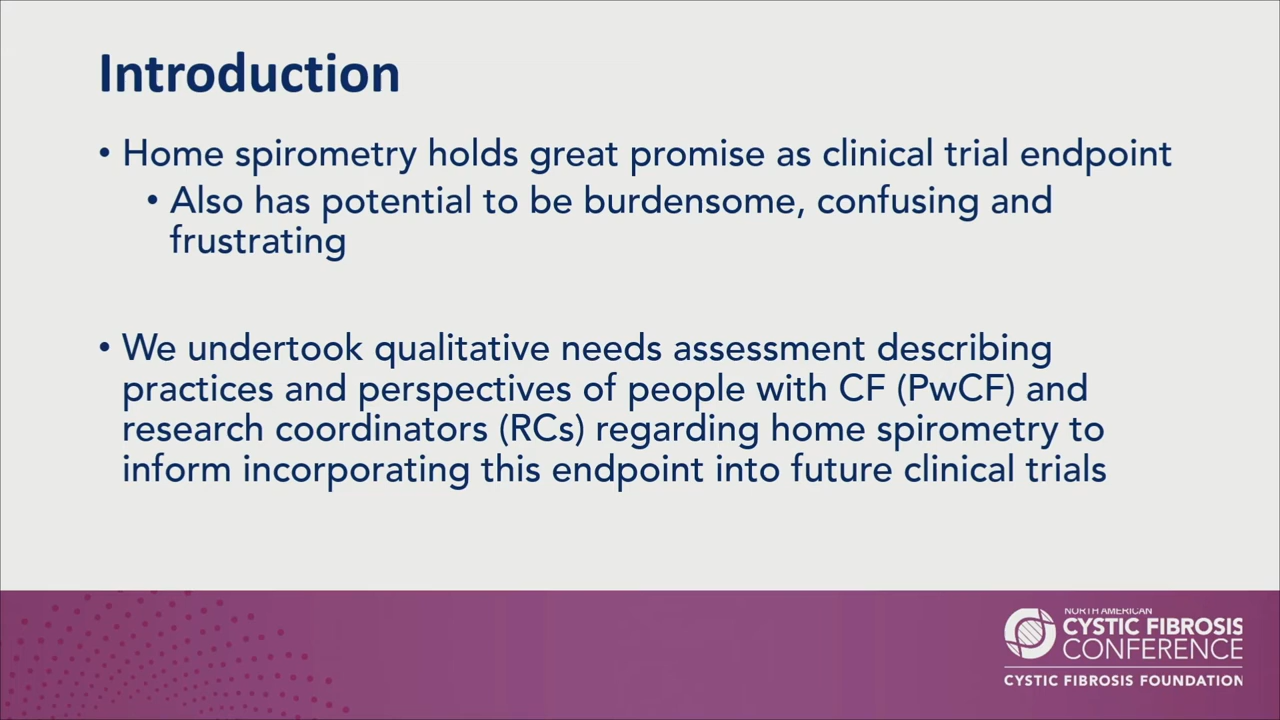 Introduction
• Home spirometry holds great promise as clinical trial endpoint
• Also has potential to be burdensome, confusing and
frustrating
• We undertook qualitative needs assessment describing
practices and perspectives of people with CF (PwCF) and
research coordinators (RCs) regarding home spirometry to
inform incorporating this endpoint into future clinical trials
NORTH AMERICAN
CYSTIC FIBROSIS
CONFERENCE
CYSTIC FIBROSIS FOUNDATION